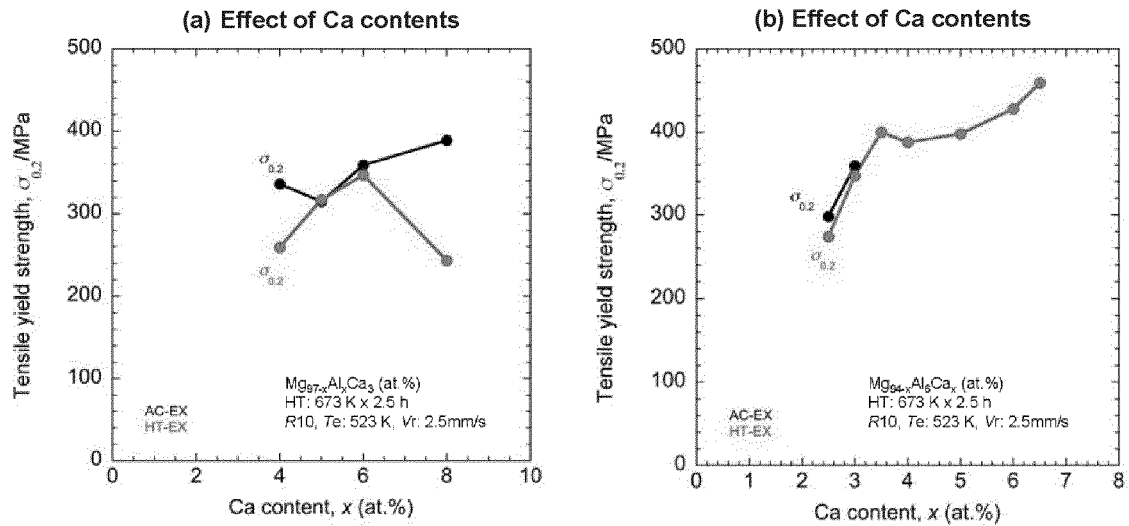 (a) Effect of Ca contents
500
400
300
200
100
0
Tensile yield strength, σ0.2/MPa
σ0.2
σ0.2
Mg97-xAlxCa3 (at.%)
HT: 673 K x 2.5 h
R10, Te: 523 K, Vr: 2.5mm/s
AC-EX
HT-EX
0 2 4 6 8 10
Ca content, x (at.%)
(b) Effect of Ca contents
500
400
300
200
100
0
Tensile yield strength, σ0.2/MPa
σ0.2
σ0.2
Mg94-xAl6Cax (at.%)
HT: 673 K x 2.5 h
R10, Te: 523 K, Vr: 2.5mm/s
AC-EX
HT-EX
0 1 2 3 4 5 6 7 8
Ca content, x (at.%)